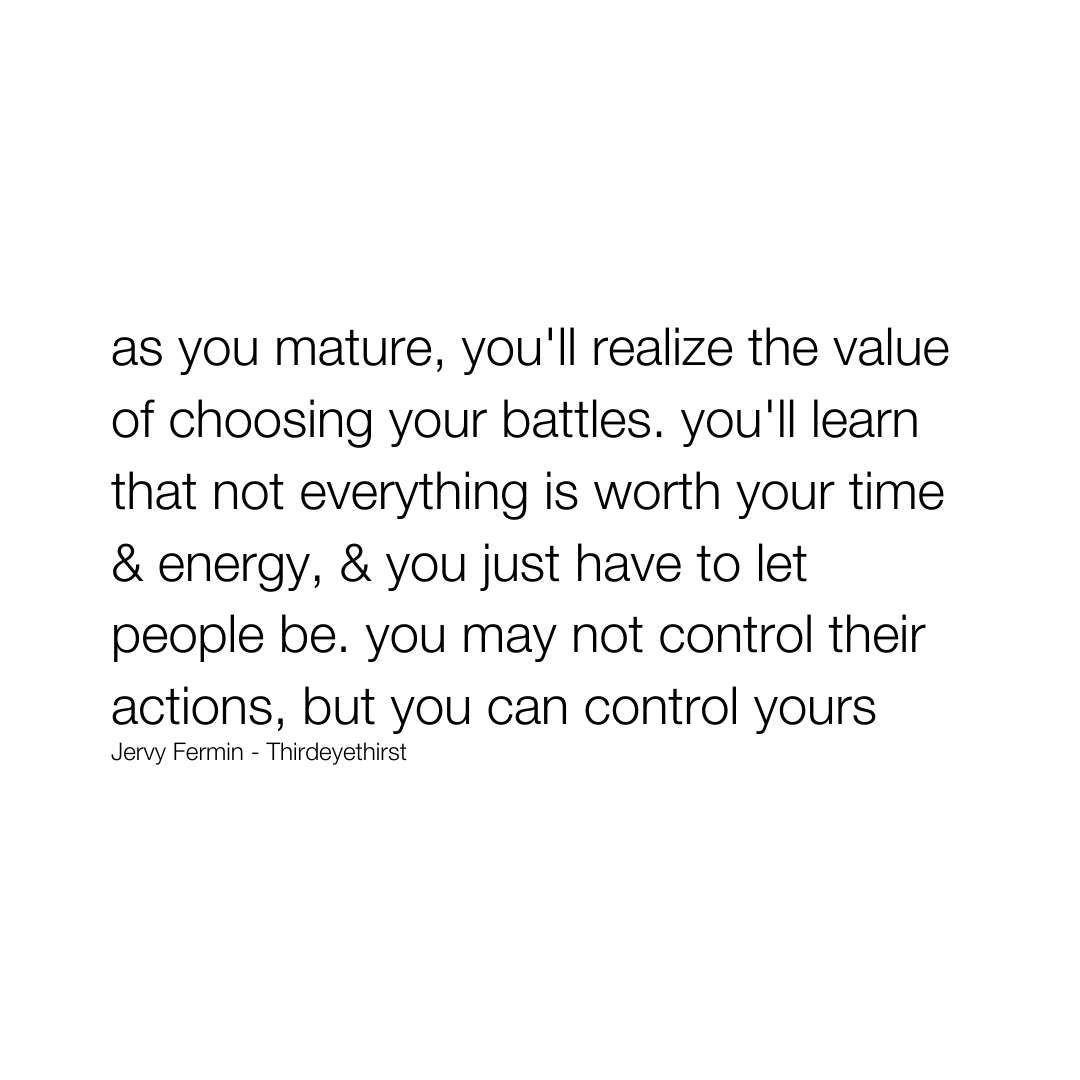 as you mature, you'll realize the value
of choosing your battles. you'll learn
that not everything is worth your time
& energy, & you just have to let
people be. you may not control their
actions, but you can control yours
Jervy Fermin - Thirdeyethirst